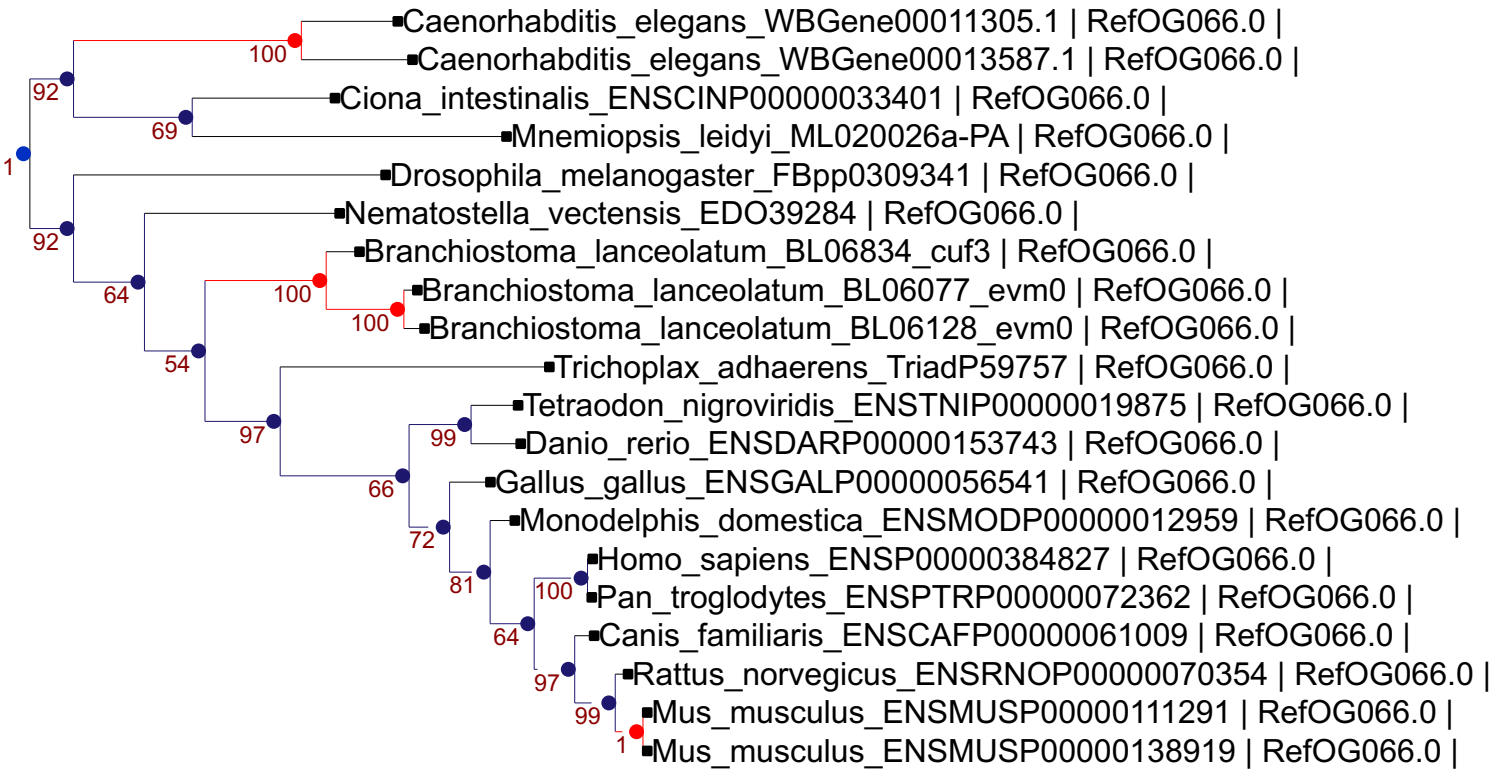 Caenorhabditis_elegans_WBGene00011305.1 | RefOG066.0 |
100
Caenorhabditis_elegans_WBGene00013587.1 | RefOG066.0 |
92
Ciona_intestinalis_ENSCINP00000033401 | RefOG066.0 |
69
Mnemiopsis_leidyi_ML020026a-PA | RefOG066.0 |
1
Drosophila_melanogaster_FBpp0309341 | RefOG066.0 |
Nematostella_vectensis_EDO39284 | RefOG066.0 |
92
Branchiostoma_lanceolatum_BL06834_cuf3 | RefOG066.0 |
64
100
Branchiostoma_lanceolatum_BL06077_evm0 | RefOG066.0 |
100
Branchiostoma_lanceolatum_BL06128_evm0 | RefOG066.0 |
54
Trichoplax_adhaerens_TriadP59757 | RefOG066.0 |
Tetraodon_nigroviridis_ENSTNIP00000019875 | RefOG066.0 |
97
99
Danio_rerio_ENSDARP00000153743 | RefOG066.0 |
66
Gallus_gallus_ENSGALP00000056541 | RefOG066.0 |
Monodelphis_domestica_ENSMODP00000012959 | RefOG066.0 |
72
Homo_sapiens_ENSP00000384827 | RefOG066.0 |
81
100
Pan_troglodytes_ENSPTRP00000072362 | RefOG066.0 |
64
Canis_familiaris_ENSCAFP00000061009 | RefOG066.0 |
97
Rattus_norvegicus_ENSRNOP00000070354 | RefOG066.0 |
99
Mus_musculus_ENSMUSP00000111291 | RefOG066.0 |
1
Mus_musculus_ENSMUSP00000138919 | RefOG066.0 |